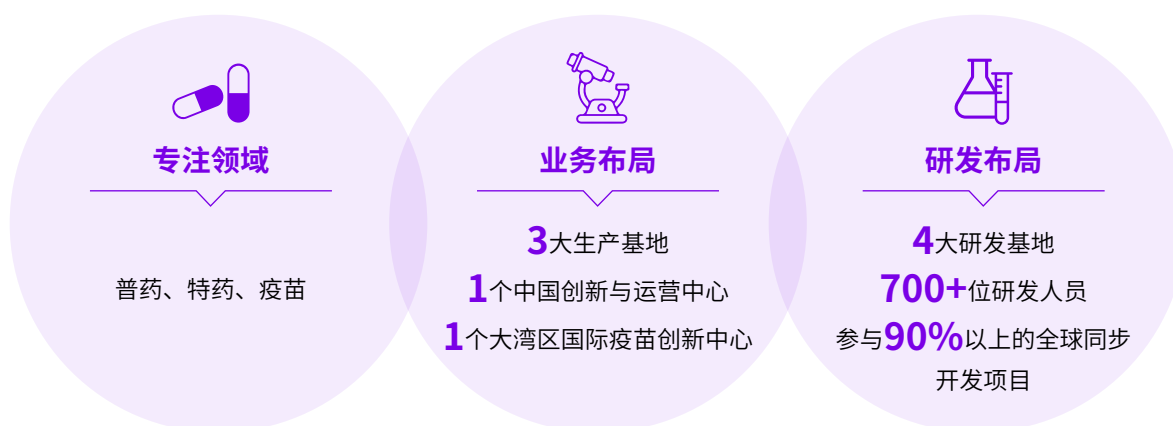 专注领域
普药、特药、疫苗
业务布局
3大生产基地
1个中国创新与运营中心
1个大湾区国际疫苗创新中心
研发布局
4大研发基地
700+位研发人员
参与90%以上的全球同步
开发项目